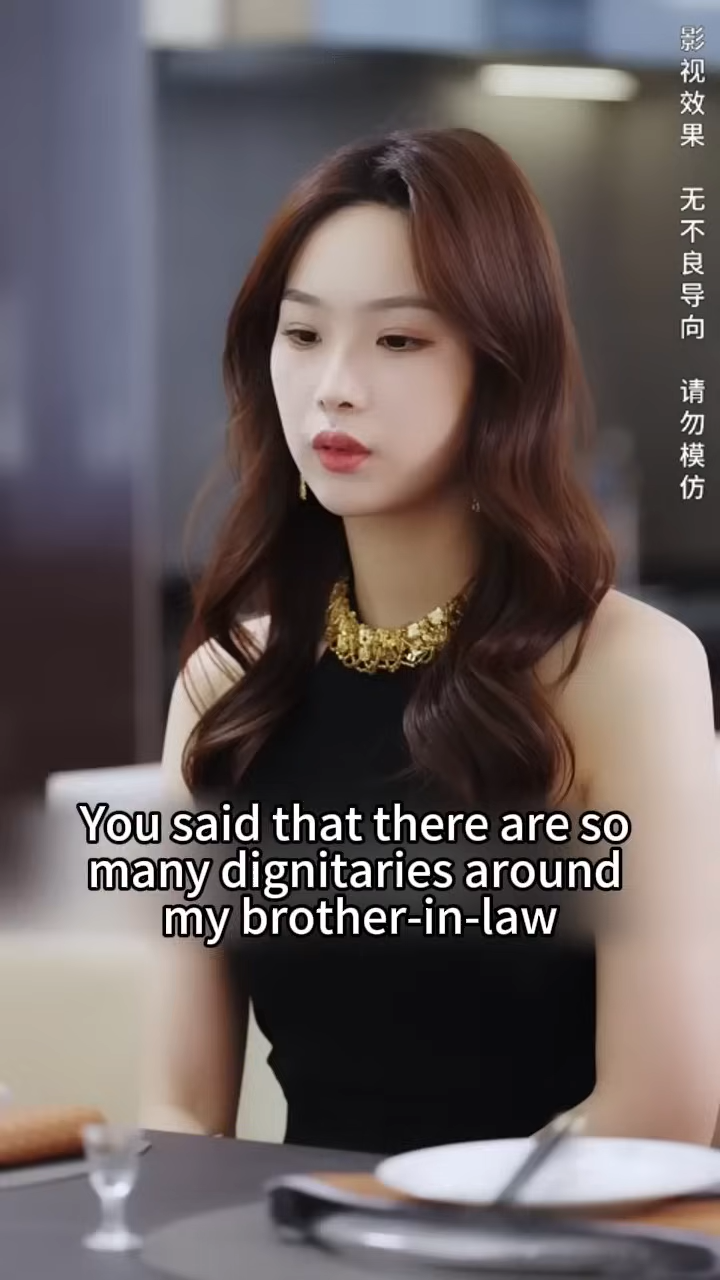 影视效果 无不良导向 请勿模仿
You said that there are so
many dignitaries around
my brother-in-law